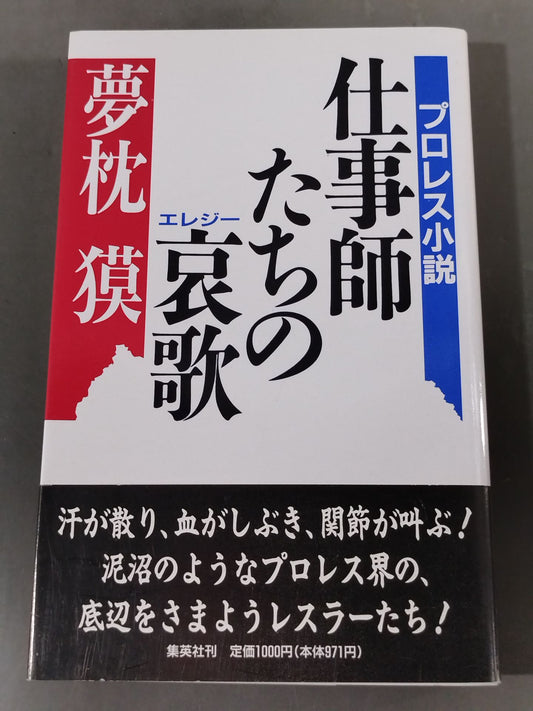 プロレス小説
仕事師
たちの
哀歌
エレジー
夢枕 獏
汗が散り、血がしぶき、関節が叫ぶ!
泥沼のようなプロレス界の、
底辺をさまようレスラーたち!
集英社刊 定価1000円(本体971円)